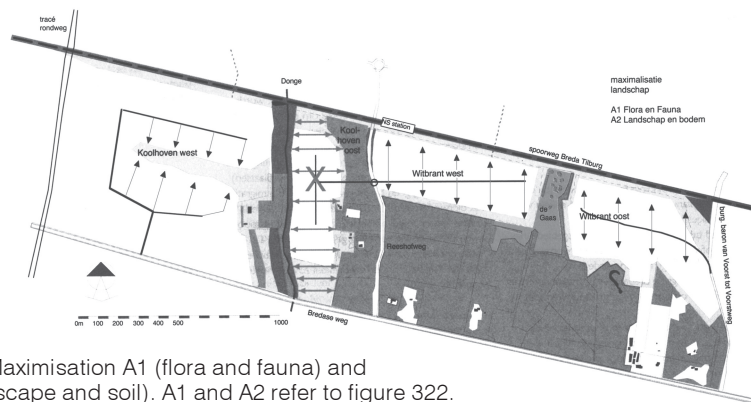 tracé
rondweg
Donge
NS station
maximalisatie
landschap
A1 Flora en Fauna
A2 Landschap en bodem
spoorweg Breda Tilburg
Koolhoven west
Kool-
hoven
oost
X
Witbrant west
de
Gaas
Witbrant oost
burg. baron van Voorst tot Voorstweg
Reeshofweg
Bredase weg
0m 100 200 300 400 500 1000
Maximisation A1 (flora and fauna) and
scape and soil). A1 and A2 refer to figure 322.